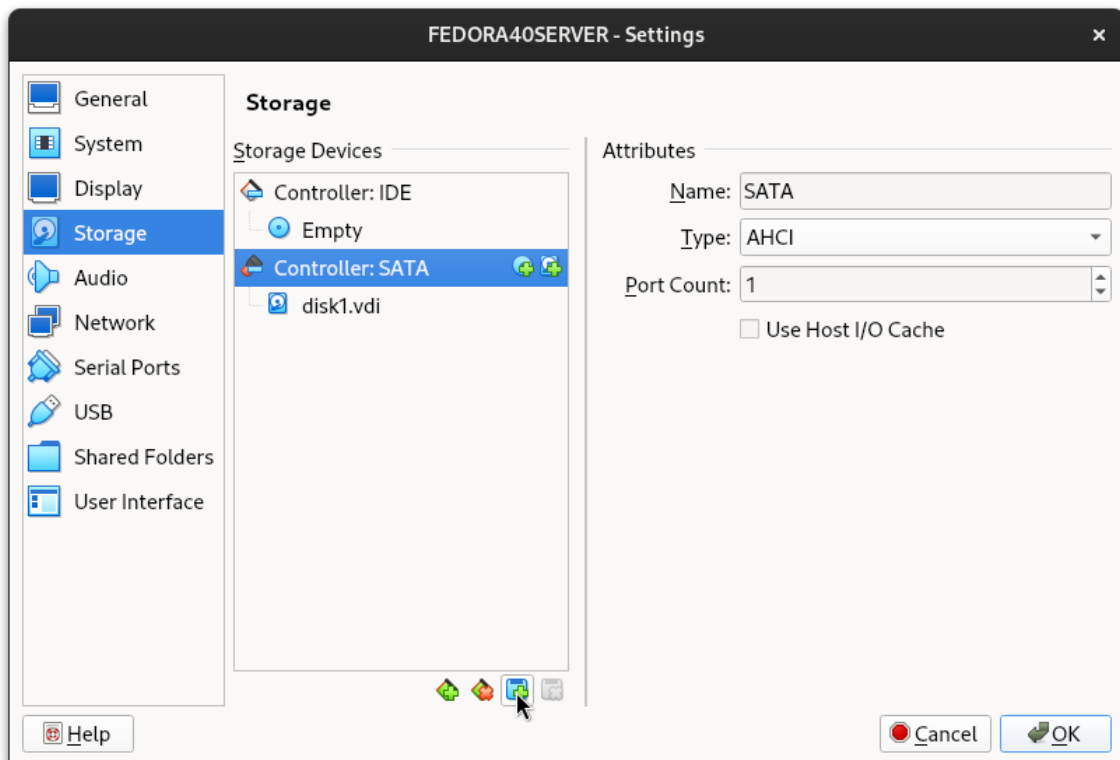 FEDORA40SERVER - Settings
General
System
Display
Storage
Audio
Network
Serial Ports
USB
Shared Folders
User Interface
Storage
Storage Devices
Controller: IDE
Empty
Controller: SATA
disk1.vdi
Attributes
Name: SATA
Type: AHCI
Port Count: 1
Use Host I/O Cache
Help
Cancel
OK